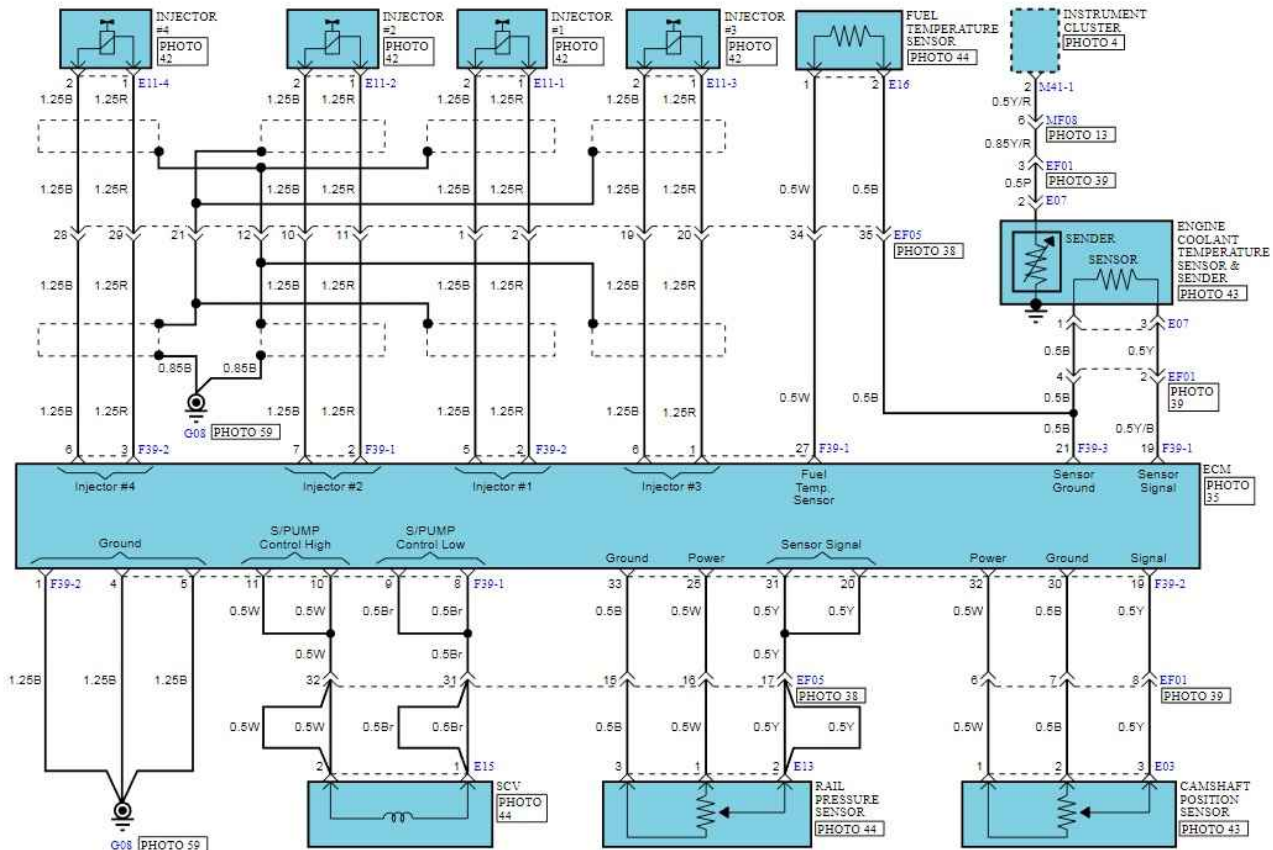 INJECTOR #4 PHOTO 42
INJECTOR #2 PHOTO 42
INJECTOR #1 PHOTO 42
INJECTOR #3 PHOTO 42
FUEL TEMPERATURE SENSOR PHOTO 44
INSTRUMENT CLUSTER PHOTO 4
2 1 E11-4 2 1 E11-2 2 1 E11-1 2 1 E11-3 1 2 E16 2 M41-1
1.25B 1.25R 1.25B 1.25R 1.25B 1.25R 1.25B 1.25R
0.5Y/R
6 MF08
PHOTO 13
0.85Y/R
3 EF01
PHOTO 39
0.5P
2 E07
1.25B 1.25R 1.25B 1.25R 1.25B 1.25R 1.25B 1.25R 0.5W 0.5B
28 29 21 12 10 11 1 2 19 20 34 35 EF05
PHOTO 38
SENDER
SENSOR
ENGINE COOLANT TEMPERATURE SENSOR & SENDER
PHOTO 43
1.25B 1.25R 1.25B 1.25R 1.25B 1.25R 1.25B 1.25R
1 3 E07
0.5B 0.5Y
0.85B 0.85B
4 2 EF01
PHOTO 39
G08 PHOTO 59
1.25B 1.25R 1.25B 1.25R 1.25B 1.25R 1.25B 1.25R 0.5W 0.5B 0.5B
0.5B 0.5Y/B
6 3 F39-2 7 2 F39-1 5 2 F39-2 6 1 27 F39-1 21 F39-3 19 F39-1
ECM
PHOTO 35
Injector #4 Injector #2 Injector #1 Injector #3
Fuel Temp. Sensor
Sensor Ground
Sensor Signal
Ground
S/PUMP Control High
S/PUMP Control Low
Ground Power Sensor Signal
Power Ground Signal
1 F39-2 4 5 11 10 9 8 F39-1 33 25 31 20 32 30 19 F39-2
0.5W 0.5W 0.5Br 0.5Br 0.5B 0.5W 0.5Y 0.5Y 0.5W 0.5B 0.5Y
0.5W 0.5Br 0.5Y
1.25B 1.25B 1.25B
32 31 15 16 17 EF05 6 7 8 EF01
PHOTO 38
PHOTO 39
0.5W 0.5W 0.5Br 0.5Br 0.5B 0.5W 0.5Y 0.5Y 0.5W 0.5B 0.5Y
2 1 E15 3 1 2 E13 1 2 3 E03
SCV
PHOTO 44
RAIL PRESSURE SENSOR
PHOTO 44
CAMSHAFT POSITION SENSOR
PHOTO 43
G08 PHOTO 59